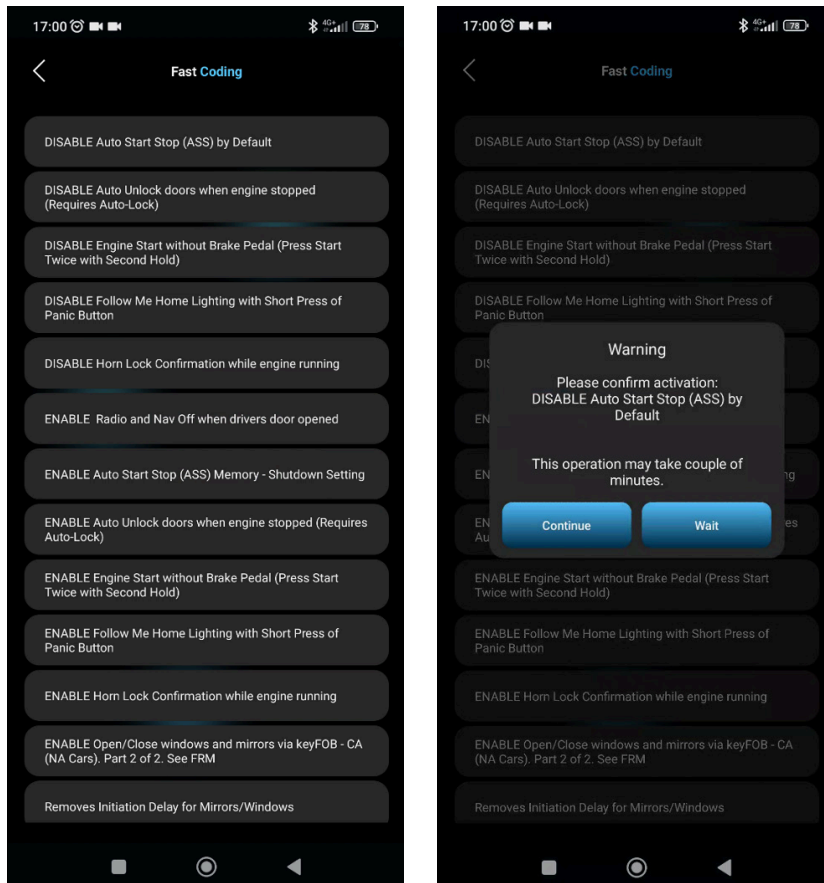 17:00
4G+
78
Fast Coding
DISABLE Auto Start Stop (ASS) by Default
DISABLE Auto Unlock doors when engine stopped
(Requires Auto-Lock)
DISABLE Engine Start without Brake Pedal (Press Start
Twice with Second Hold)
DISABLE Follow Me Home Lighting with Short Press of
Panic Button
DISABLE Horn Lock Confirmation while engine running
ENABLE  Radio and Nav Off when drivers door opened
ENABLE Auto Start Stop (ASS) Memory - Shutdown Setting
ENABLE Auto Unlock doors when engine stopped (Requires
Auto-Lock)
ENABLE Engine Start without Brake Pedal (Press Start
Twice with Second Hold)
ENABLE Follow Me Home Lighting with Short Press of
Panic Button
ENABLE Horn Lock Confirmation while engine running
ENABLE Open/Close windows and mirrors via keyFOB - CA
(NA Cars). Part 2 of 2. See FRM
Removes Initiation Delay for Mirrors/Windows
17:00
4G+
78
Fast Coding
DISABLE Auto Start Stop (ASS) by Default
DISABLE Auto Unlock doors when engine stopped
(Requires Auto-Lock)
DISABLE Engine Start without Brake Pedal (Press Start
Twice with Second Hold)
DISABLE Follow Me Home Lighting with Short Press of
Panic Button
DIS
EN
EN
ng
EN
es
Au
Warning
Please confirm activation:
DISABLE Auto Start Stop (ASS) by
Default
This operation may take couple of
minutes.
Continue
Wait
ENABLE Engine Start without Brake Pedal (Press Start
Twice with Second Hold)
ENABLE Follow Me Home Lighting with Short Press of
Panic Button
ENABLE Horn Lock Confirmation while engine running
ENABLE Open/Close windows and mirrors via keyFOB - CA
(NA Cars). Part 2 of 2. See FRM
Removes Initiation Delay for Mirrors/Windows